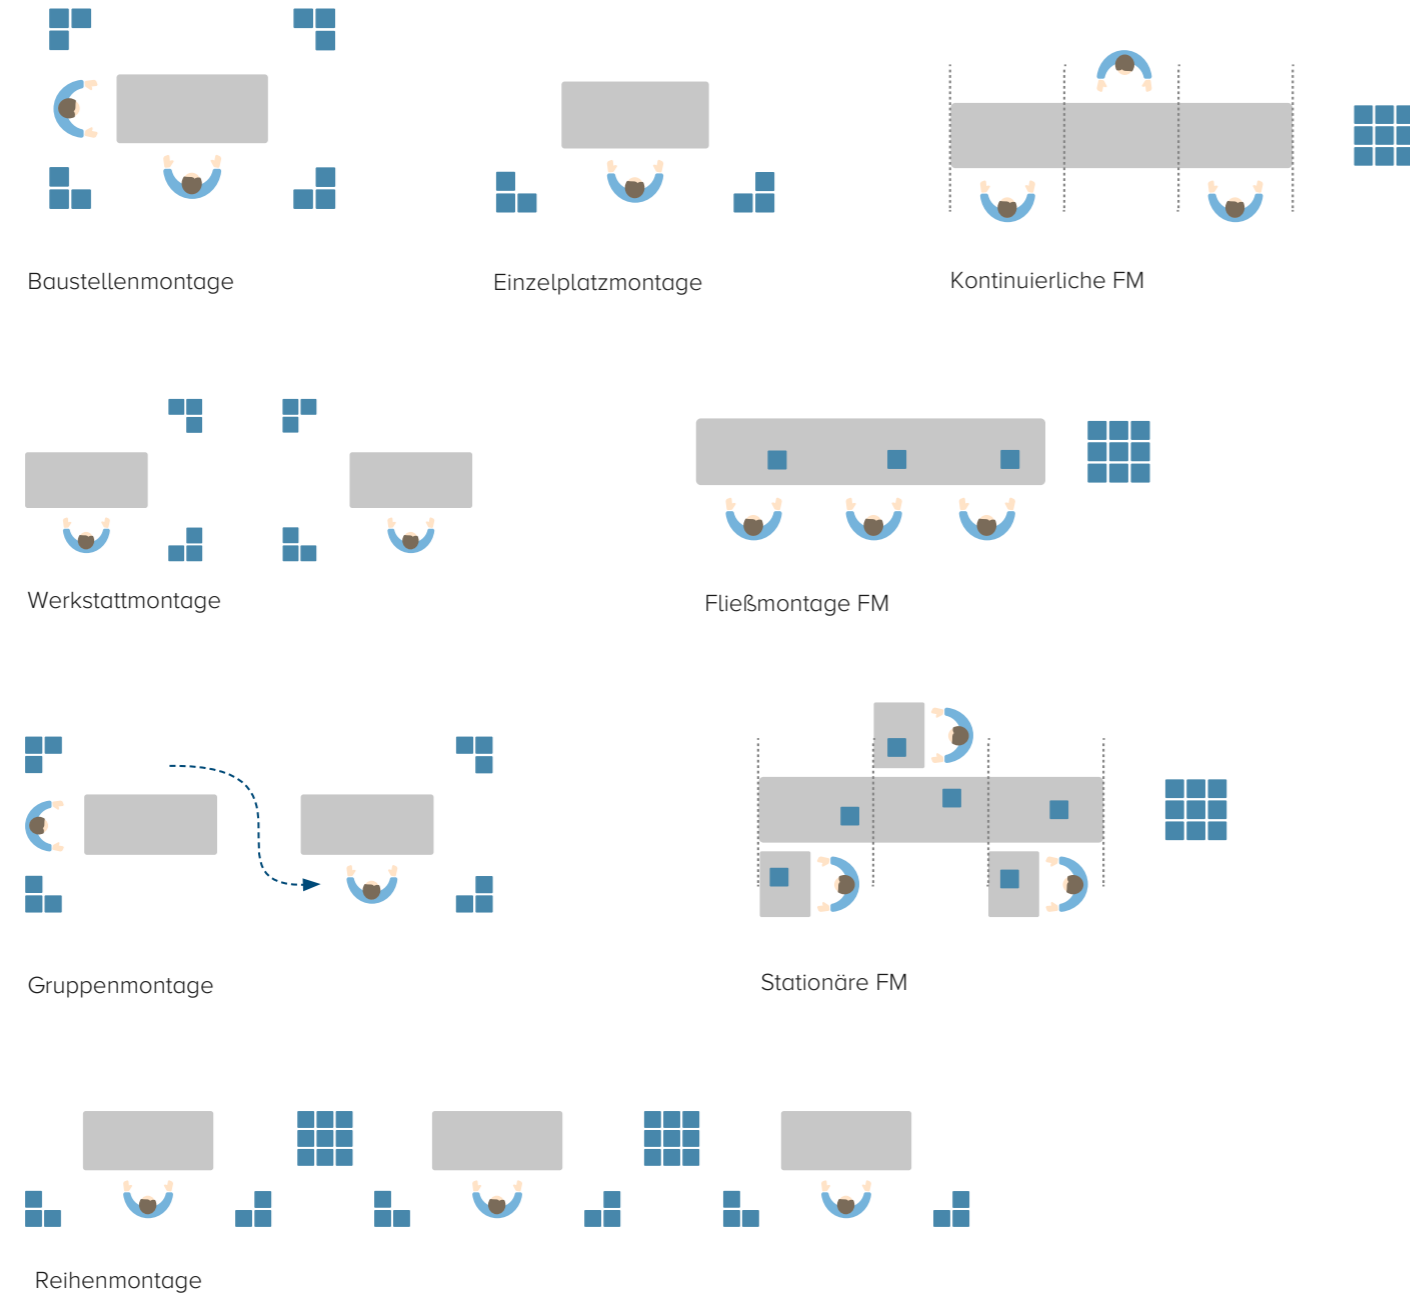 Baustellenmontage
Einzelplatzmontage
Kontinuierliche FM
Werkstattmontage
Fließmontage FM
Gruppenmontage
Stationäre FM
Reihenmontage